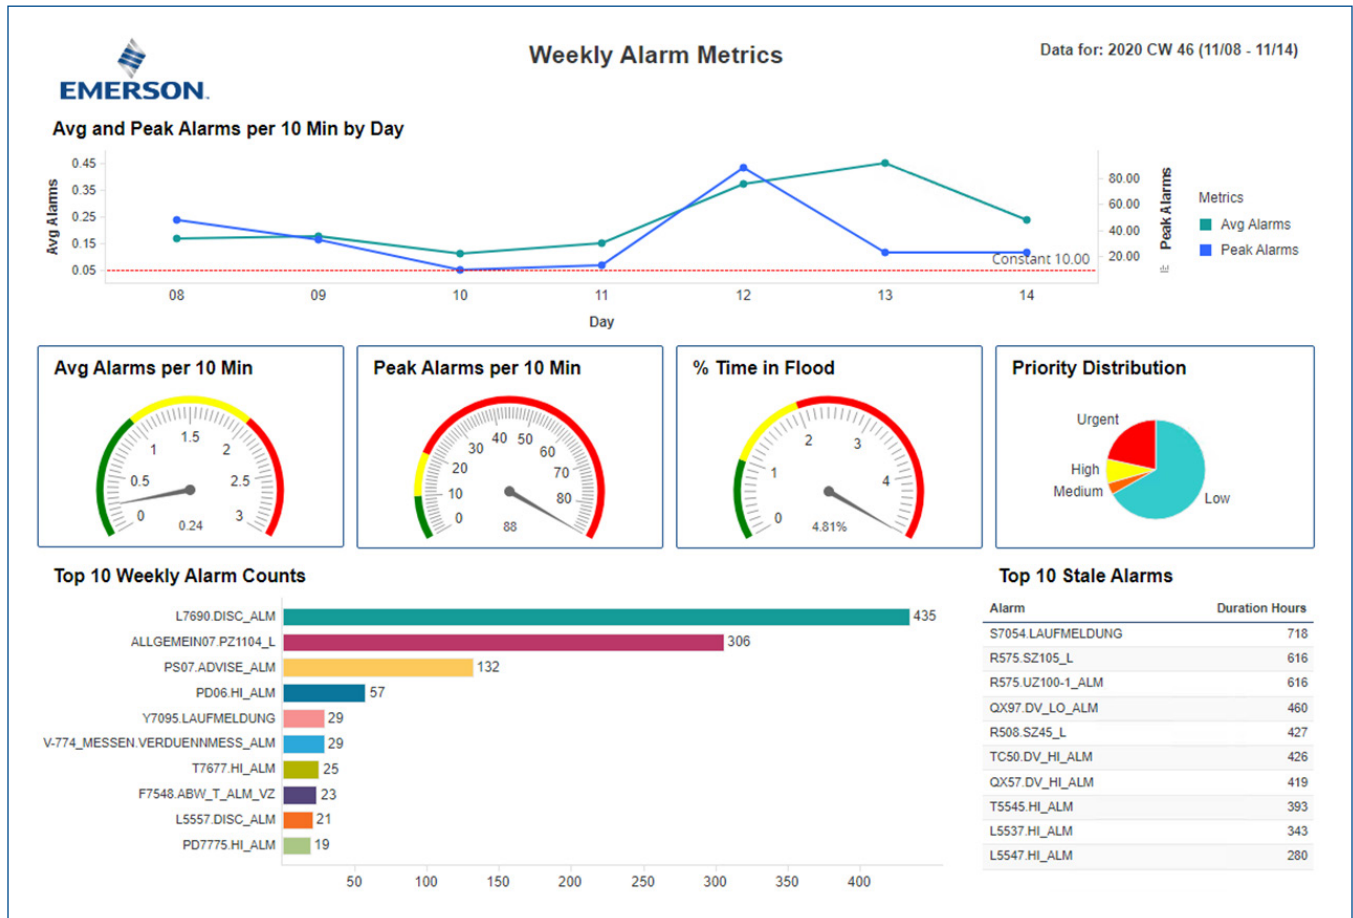 EMERSON.
Weekly Alarm Metrics
Data for: 2020 CW 46 (11/08 - 11/14)
Avg and Peak Alarms per 10 Min by Day
Avg Alarms
0.45
0.35
0.25
0.15
0.05
Constant 10.00
80.00
60.00
40.00
20.00
Peak Alarms
Metrics
Avg Alarms
Peak Alarms
08 09 10 11 12 13 14
Day
Avg Alarms per 10 Min
0 0.5 1 1.5 2 2.5 3
0.24
Peak Alarms per 10 Min
0 10 20 30 40 50 60 70 80
88
% Time in Flood
0 1 2 3 4
4.81%
Priority Distribution
Urgent
High
Medium
Low
Top 10 Weekly Alarm Counts
L7690.DISC_ALM 435
ALLGEMEIN07.PZ1104_L 306
PS07.ADVISE_ALM 132
PD06.HI_ALM 57
Y7095.LAUFMELDUNG 29
V-774_MESSEN.VERDUENNMESS_ALM 29
T7677.HI_ALM 25
F7548.ABW_T_ALM_VZ 23
L5557.DISC_ALM 21
PD7775.HI_ALM 19
50 100 150 200 250 300 350 400
Top 10 Stale Alarms
Alarm Duration Hours
S7054.LAUFMELDUNG 718
R575.SZ105_L 616
R575.UZ100-1_ALM 616
QX97.DV_LO_ALM 460
R508.SZ45_L 427
TC50.DV_HI_ALM 426
QX57.DV_HI_ALM 419
T5545.HI_ALM 393
L5537.HI_ALM 343
L5547.HI_ALM 280